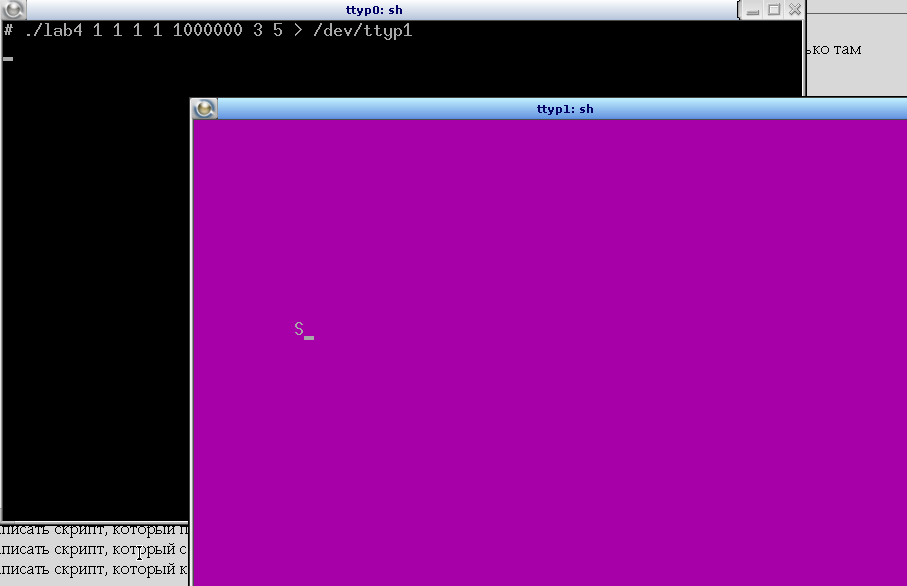 ttyp0: sh
# ./lab4 1 1 1 1 1000000 3 5 > /dev/ttyp1
ько там
ttyp1: sh
S
писать скрипт, который п
писать скрипт, который с
писать скрипт, который к